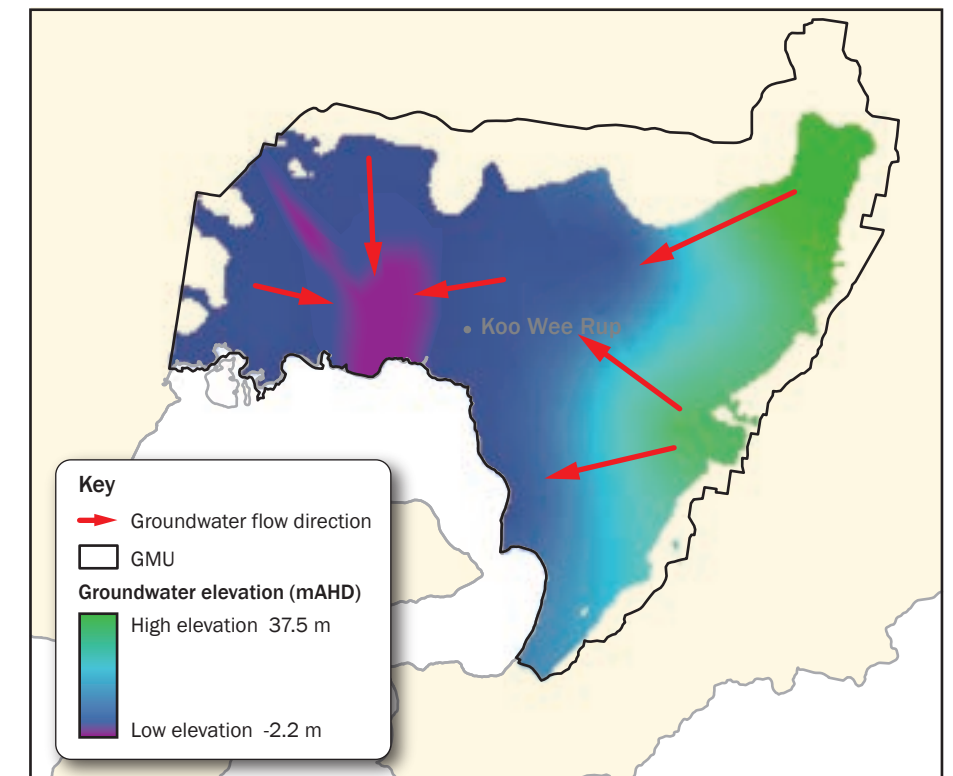 Koo Wee Rup
Key
Groundwater flow direction
GMU
Groundwater elevation (mAHD)
High elevation 37.5 m
Low elevation -2.2 m